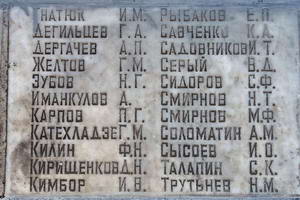 ГНАТЮК И.М. РЫБАКОВ Е.П.
ДЕГИЛЬЦЕВ Г.А. САВЧЕНКО К.А.
ДЕРГАЧЕВ А.П. САДОВНИКОВ И.Т.
ЖЕЛТОВ Г.М. СЕРЫЙ В.Д.
ЗУБОВ Н.Г. СИДОРОВ С.Ф.
ИМАНКУЛОВ А. СМИРНОВ Н.Т.
КАРПОВ П.Г. СМИРНОВ М.Ф.
КАТЕХЛАДЗЕ Г.М. СОЛОМАТИН А.М.
КИЛИН Ф.Н. СЫСОЕВ И.О.
КИРИЩЕНКОВ Д.Н. ТАЛАПИН С.К.
КИМБОР И.В. ТРУТЬНЕВ Н.М.